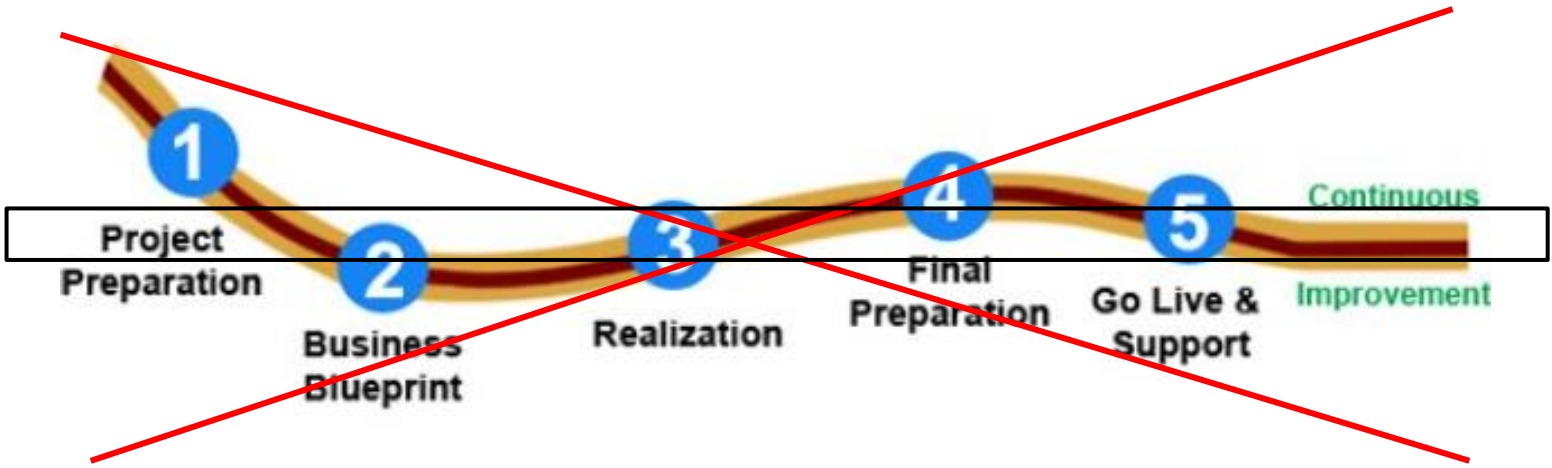 1
Project
Preparation
2
Business
Blueprint
3
Realization
4
Final
Preparation
5
Go Live &
Support
Continuous
Improvement